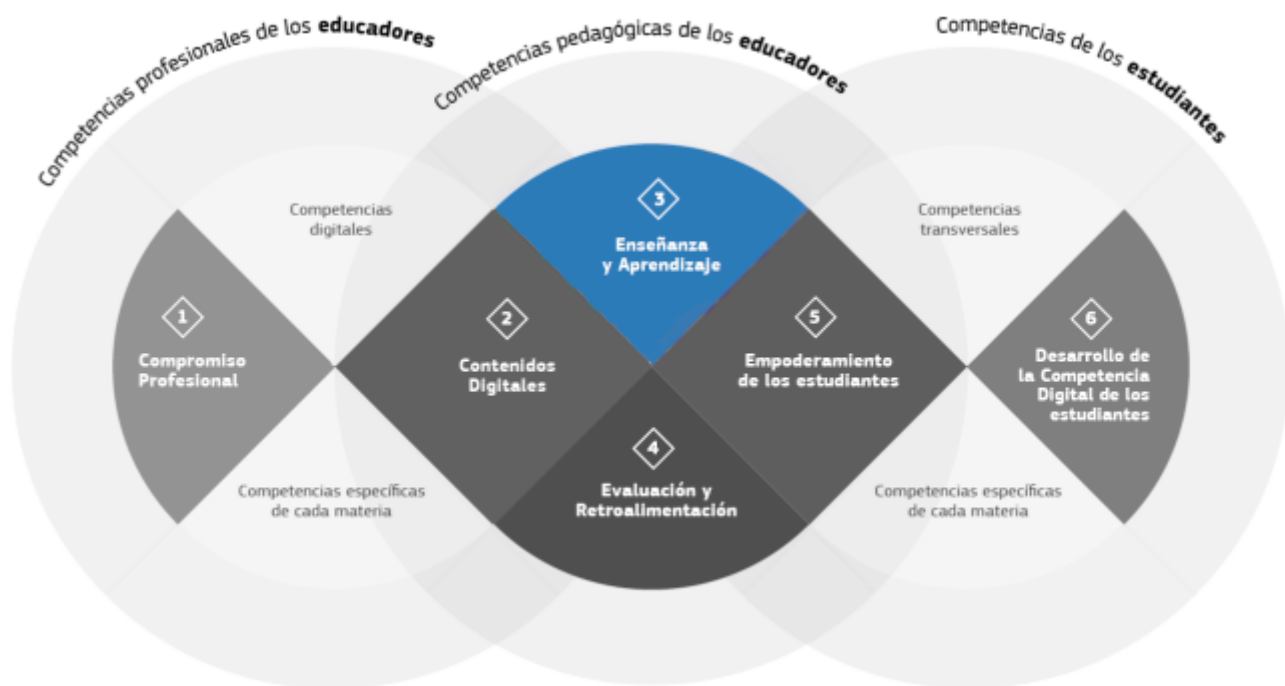 Competencias profesionales de los educadores
Competencias pedagógicas de los educadores
Competencias de los estudiantes
Competencias
digitales
3
Enseñanza
y Aprendizaje
Competencias
transversales
1
Compromiso
Profesional
2
Contenidos
Digitales
5
Empoderamiento
de los estudiantes
6
Desarrollo de
la Competencia
Digital de los
estudiantes
4
Evaluación y
Retroalimentación
Competencias específicas
de cada materia
Competencias específicas
de cada materia